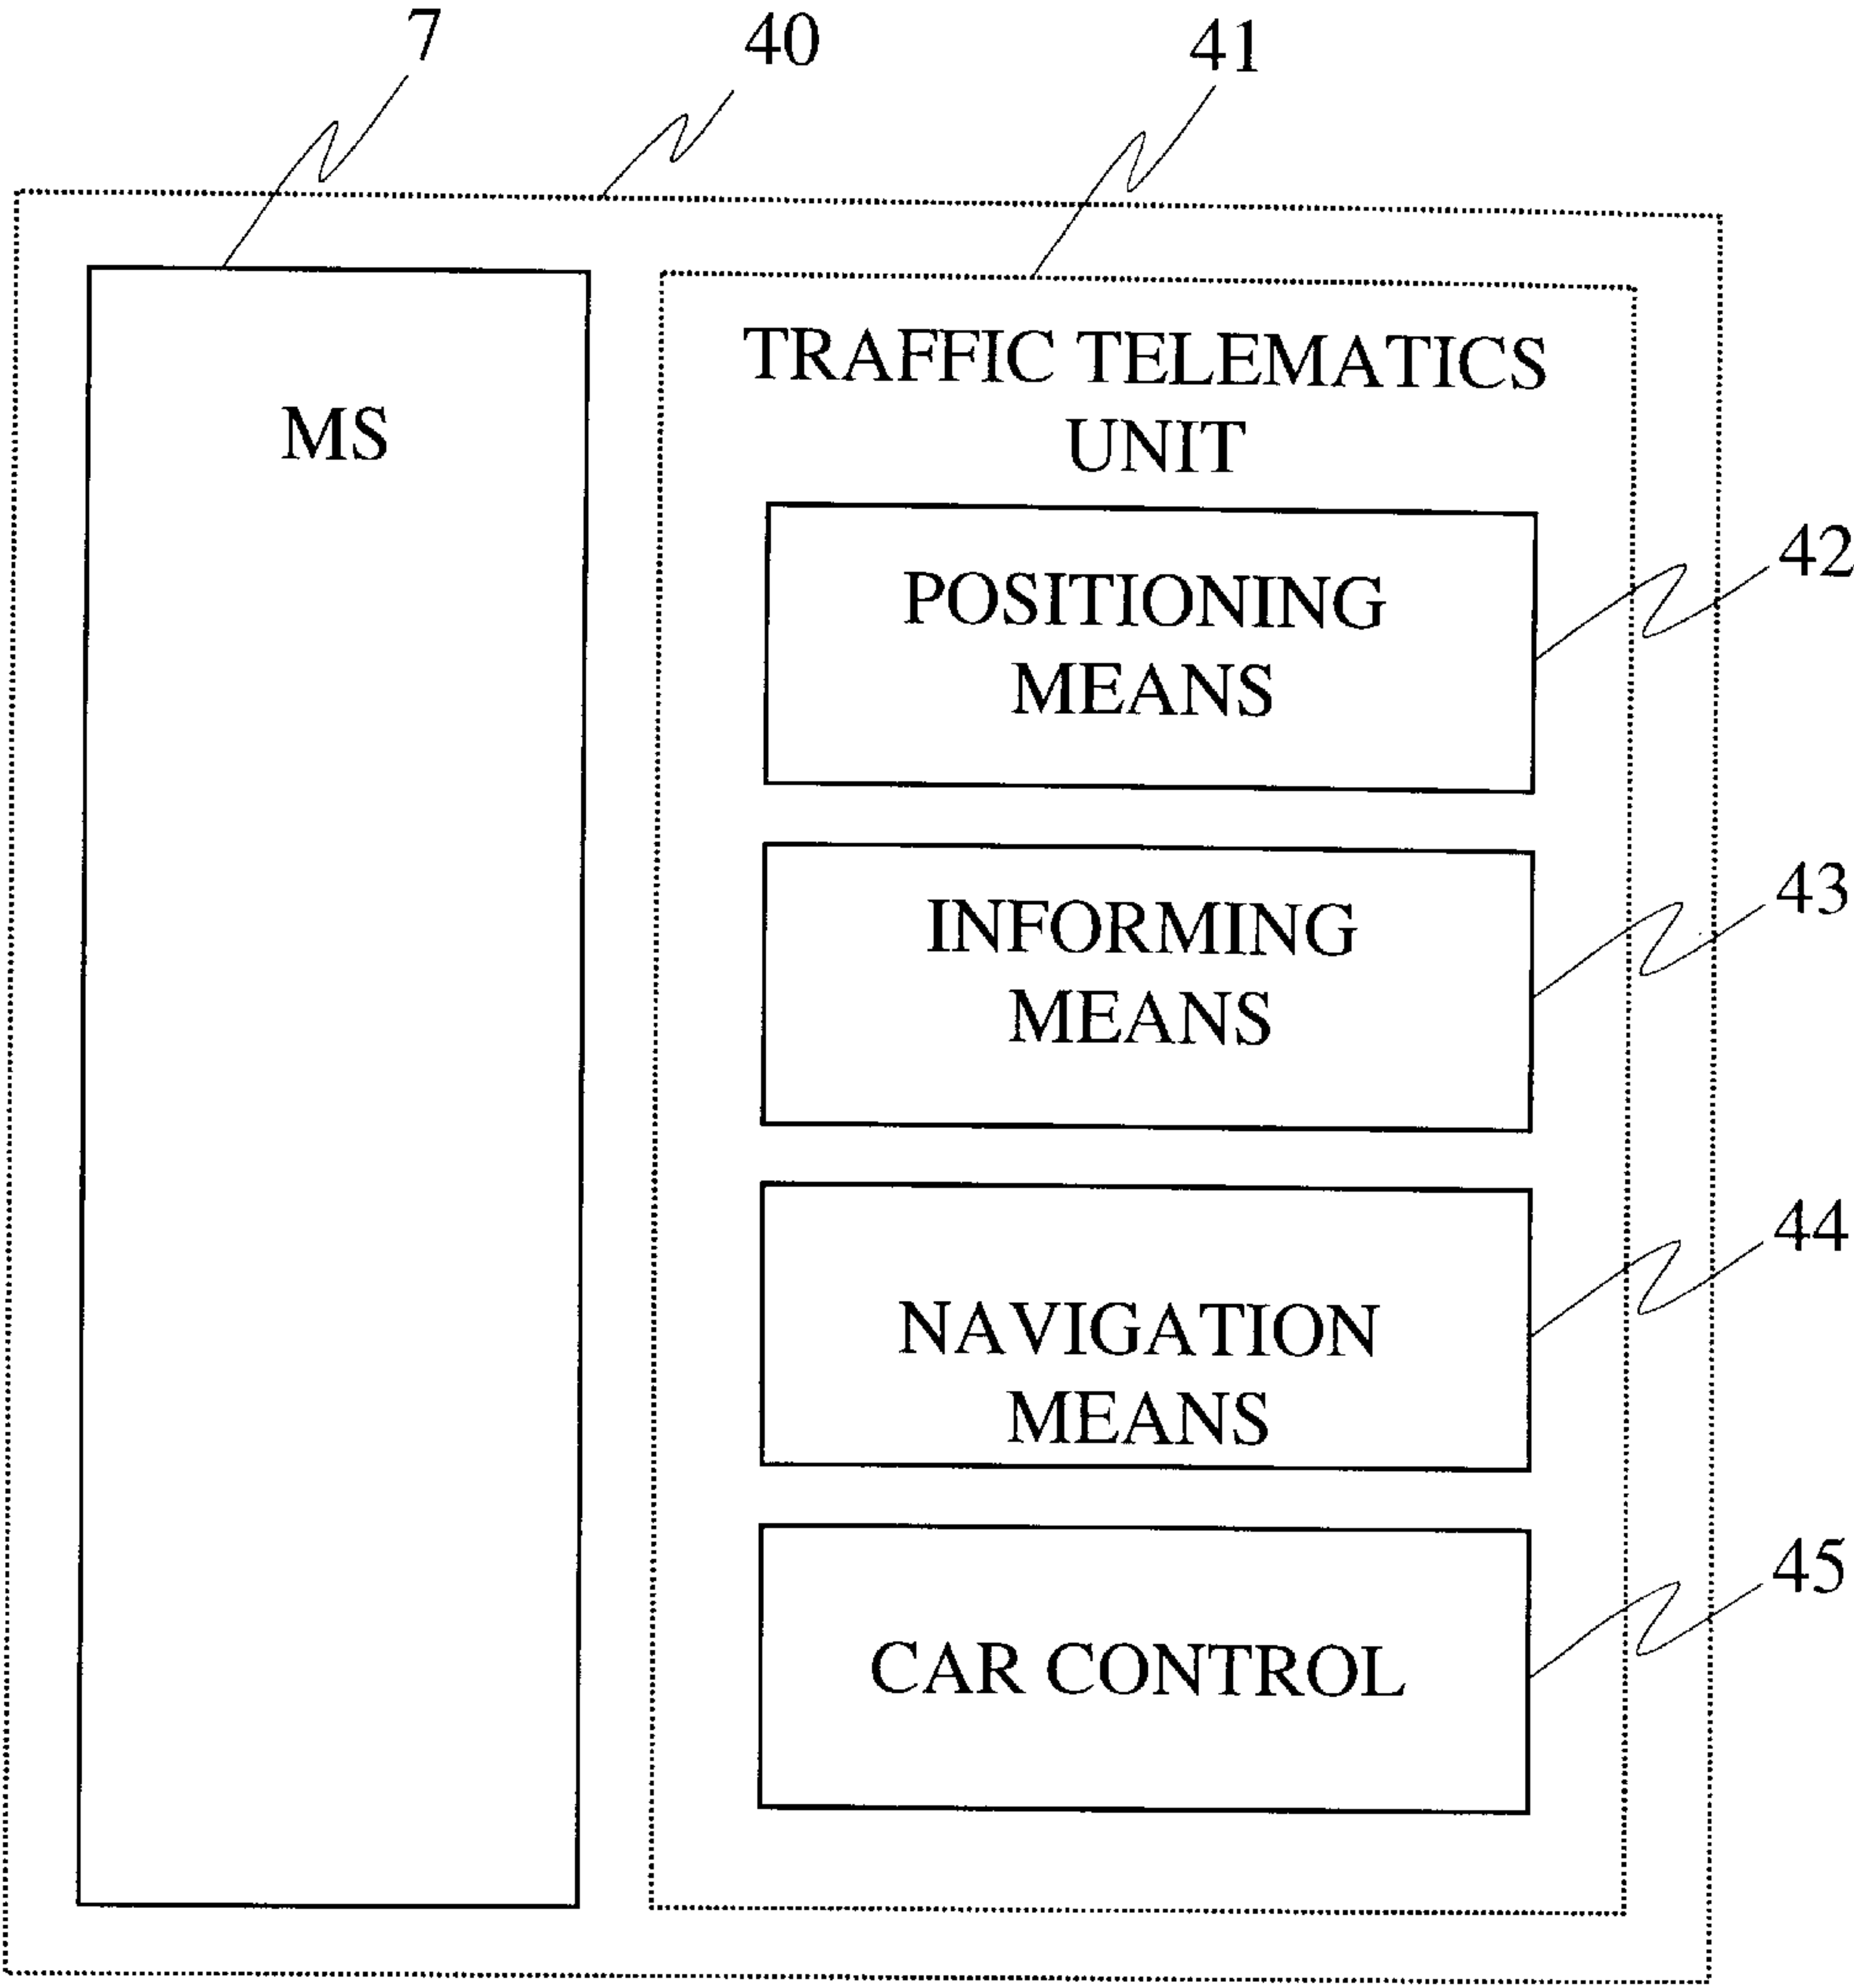 7
40
41
MS
TRAFFIC TELEMATICS
UNIT
POSITIONING
MEANS
42
INFORMING
MEANS
43
NAVIGATION
MEANS
44
CAR CONTROL
45